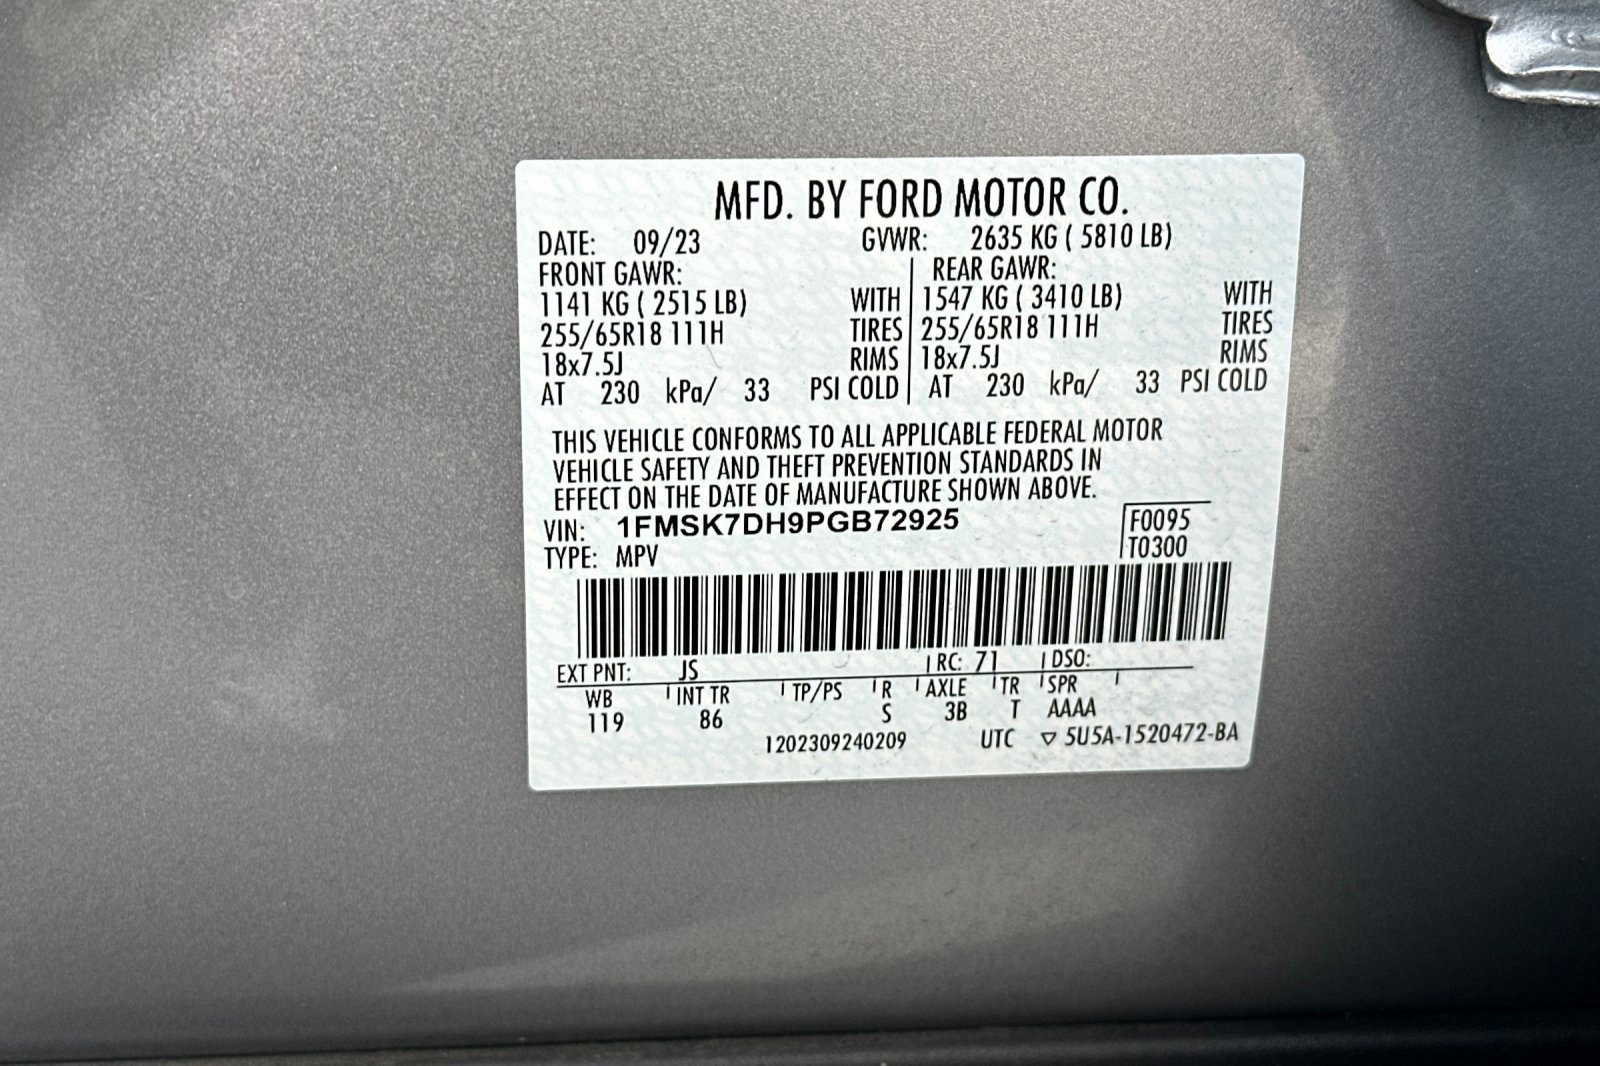 MFD. BY FORD MOTOR CO.
DATE: 09/23 GVWR: 2635 KG ( 5810 LB)
FRONT GAWR: REAR GAWR:
1141 KG ( 2515 LB) WITH 1547 KG ( 3410 LB) WITH
255/65R18 111H TIRES 255/65R18 111H TIRES
18x7.5J RIMS 18x7.5J RIMS
AT 230 kPa/ 33 PSI COLD AT 230 kPa/ 33 PSI COLD
THIS VEHICLE CONFORMS TO ALL APPLICABLE FEDERAL MOTOR
VEHICLE SAFETY AND THEFT PREVENTION STANDARDS IN
EFFECT ON THE DATE OF MANUFACTURE SHOWN ABOVE.
VIN: 1FMSK7DH9PGB72925 F0095
TYPE: MPV T0300
EXT PNT: JS RC: 71 DSO:
WB INT TR TP/PS R AXLE TR SPR
119 86 S 3B T AAAA
1202309240209 UTC ▽ 5U5A-1520472-BA